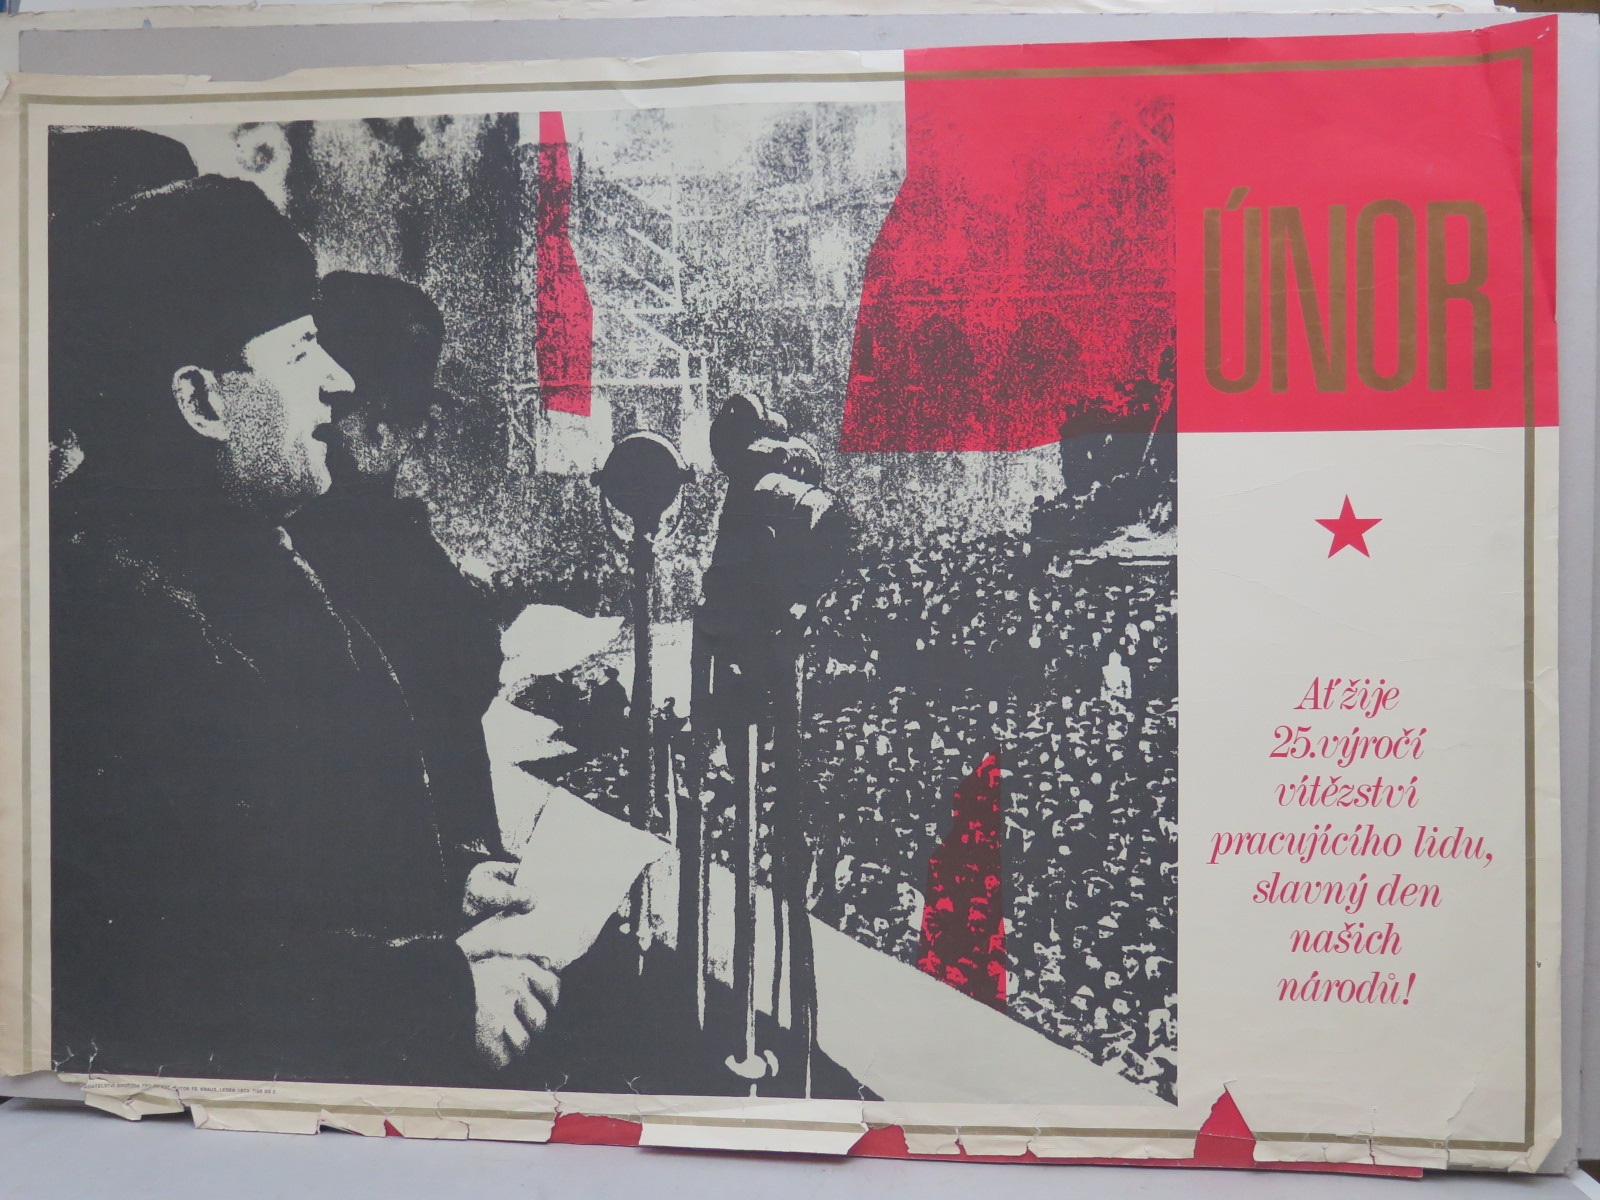 ÚNOR
Ať žije
25. výročí
vítězství
pracujícího lidu,
slavný den
našich
národů!